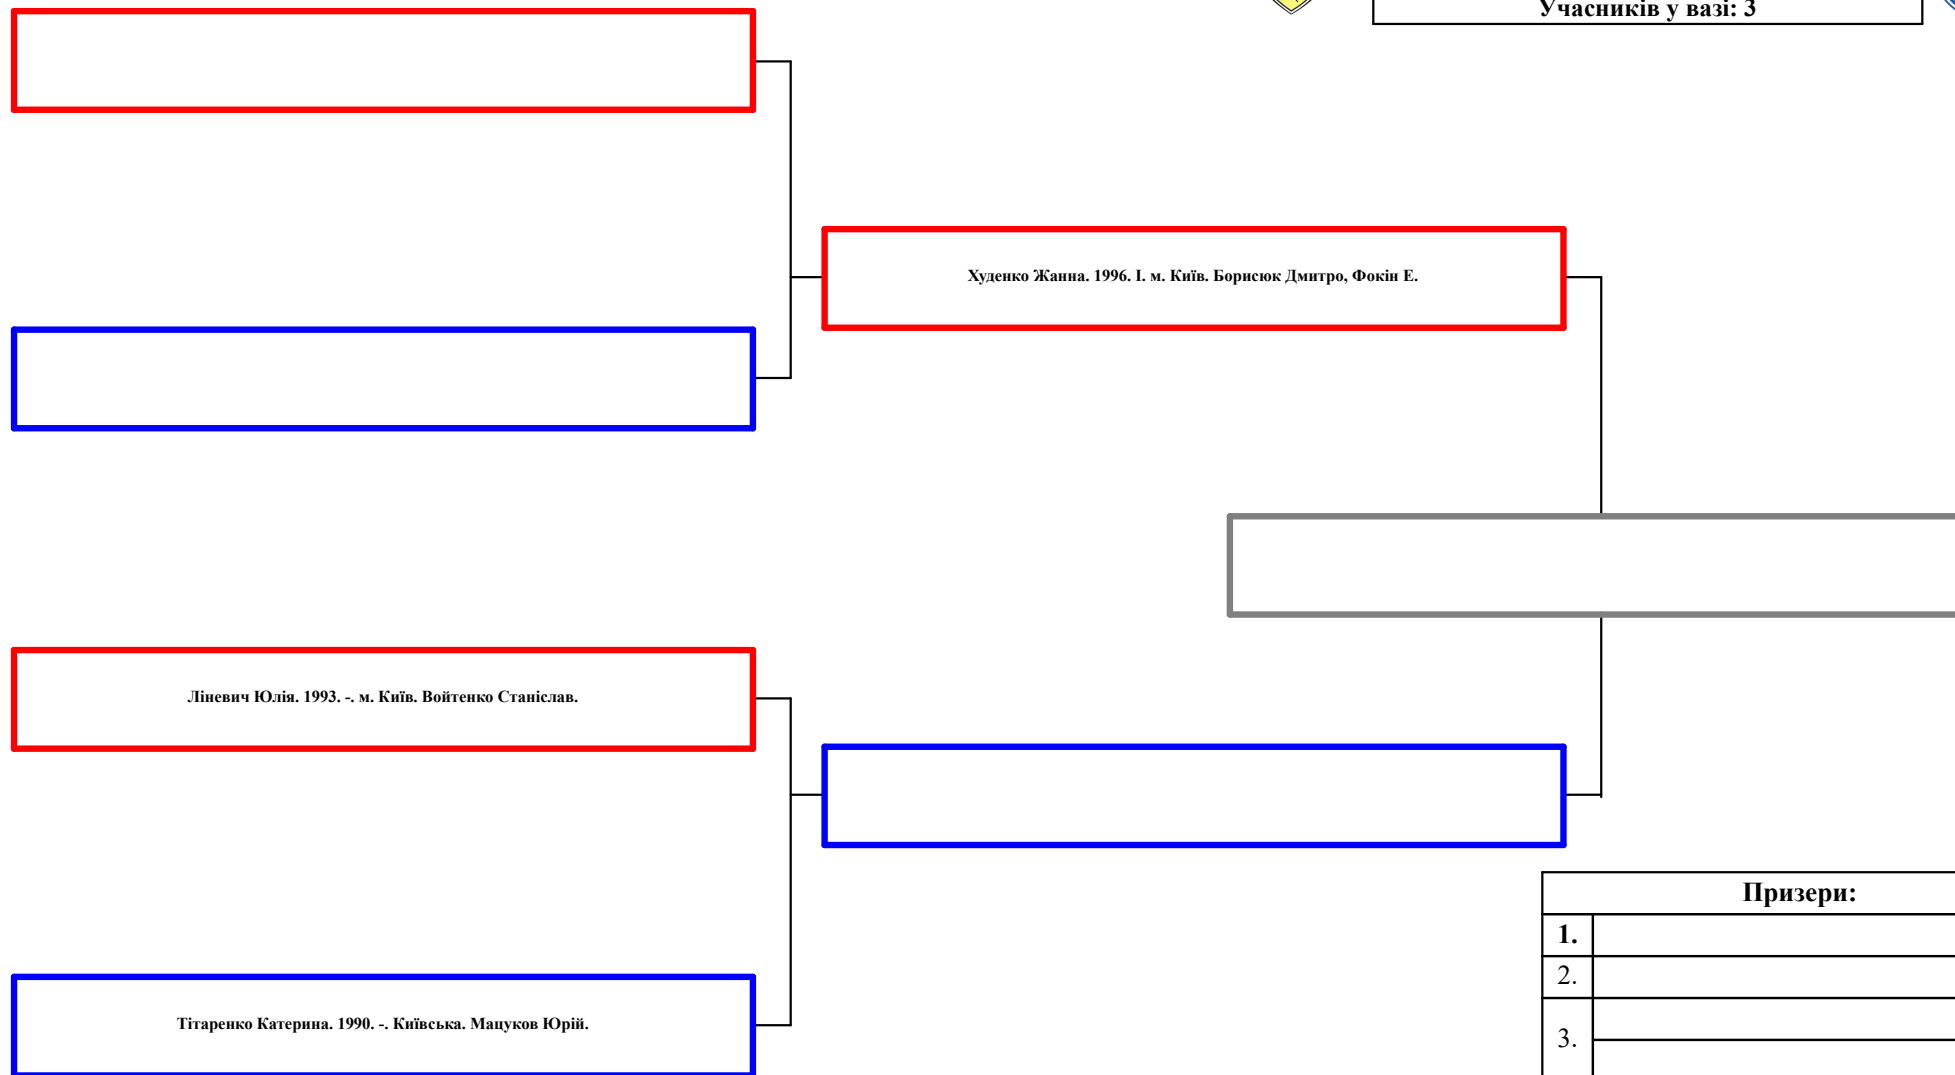 Учасників у вазі: 3
Худенко Жанна. 1996. І. м. Київ. Борисюк Дмитро, Фокін Е.
Ліневич Юлія. 1993. -. м. Київ. Войтенко Станіслав.
Тітаренко Катерина. 1990. -. Київська. Мацуков Юрій.
Призери:
1.
2.
3.